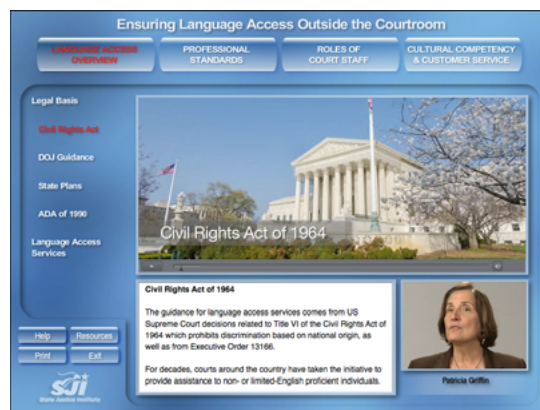 Ensuring Language Access Outside the Courtroom
LANGUAGE ACCESS
OVERVIEW
PROFESSIONAL
STANDARDS
ROLES OF
COURT STAFF
CULTURAL COMPETENCY
& CUSTOMER SERVICE
Legal Basis
Civil Rights Act
DOJ Guidance
State Plans
ADA of 1990
Language Access
Services
Civil Rights Act of 1964
Civil Rights Act of 1964
The guidance for language access services comes from US
Supreme Court decisions related to Title VI of the Civil Rights Act of
1964 which prohibits discrimination based on national origin, as
well as from Executive Order 13166.
For decades, courts around the country have taken the initiative to
provide assistance to non- or limited-English proficient individuals.
Patricia Griffin
Help
Resources
Print
Exit
SJI
State Justice Institute